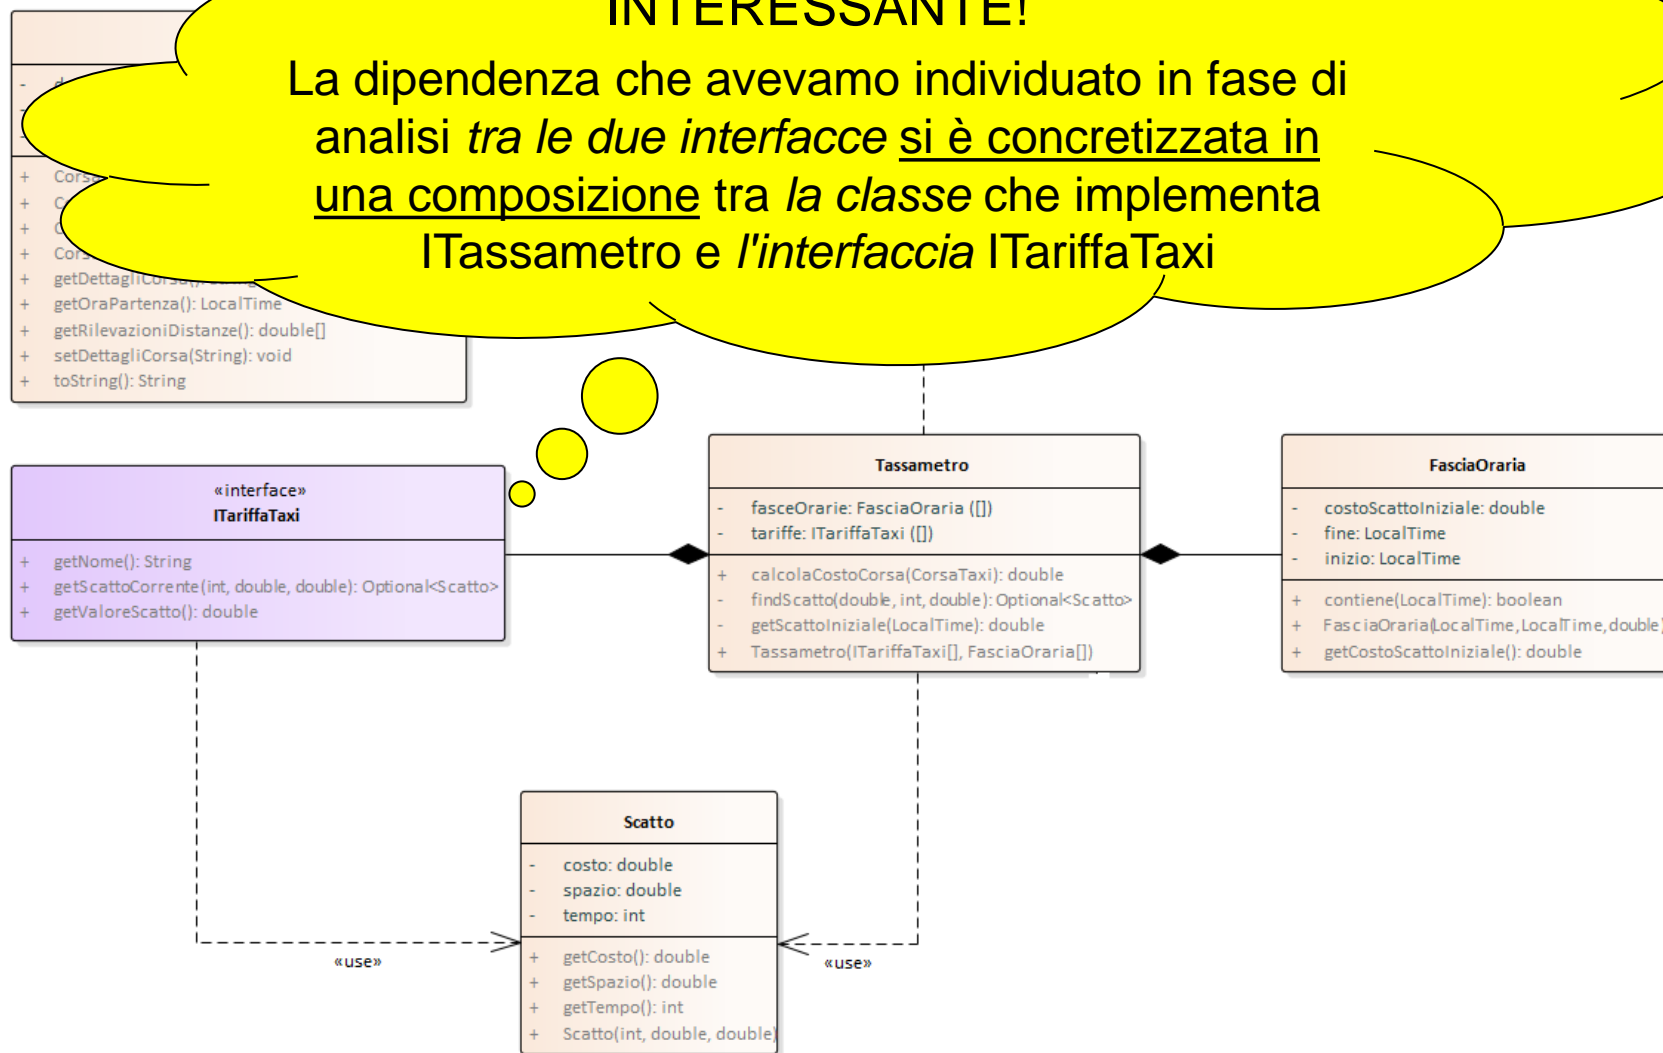 INTERESSANTE!
La dipendenza che avevamo individuato in fase di
analisi tra le due interfacce si è concretizzata in
una composizione tra la classe che implementa
ITassametro e l'interfaccia ITariffaTaxi
+ getDettagliCorsa():
+ getOraPartenza(): LocalTime
+ getRilevazioniDistanze(): double[]
+ setDettagliCorsa(String): void
+ toString(): String
«interface»
ITariffaTaxi
+ getNome(): String
+ getScattoCorrente(int, double, double): Optional<Scatto>
+ getValoreScatto(): double
Tassametro
- fasceOrarie: FasciaOraria ([])
- tariffe: ITariffaTaxi ([])
+ calcolaCostoCorsa(CorsaTaxi): double
- findScatto(double, int, double): Optional<Scatto>
- getScattoIniziale(LocalTime): double
+ Tassametro(ITariffaTaxi[], FasciaOraria[])
FasciaOraria
- costoScattoIniziale: double
- fine: LocalTime
- inizio: LocalTime
+ contiene(LocalTime): boolean
+ FasciaOraria(LocalTime, LocalTime, double)
+ getCostoScattoIniziale(): double
Scatto
- costo: double
- spazio: double
- tempo: int
+ getCosto(): double
+ getSpazio(): double
+ getTempo(): int
+ Scatto(int, double, double)
«use»
«use»